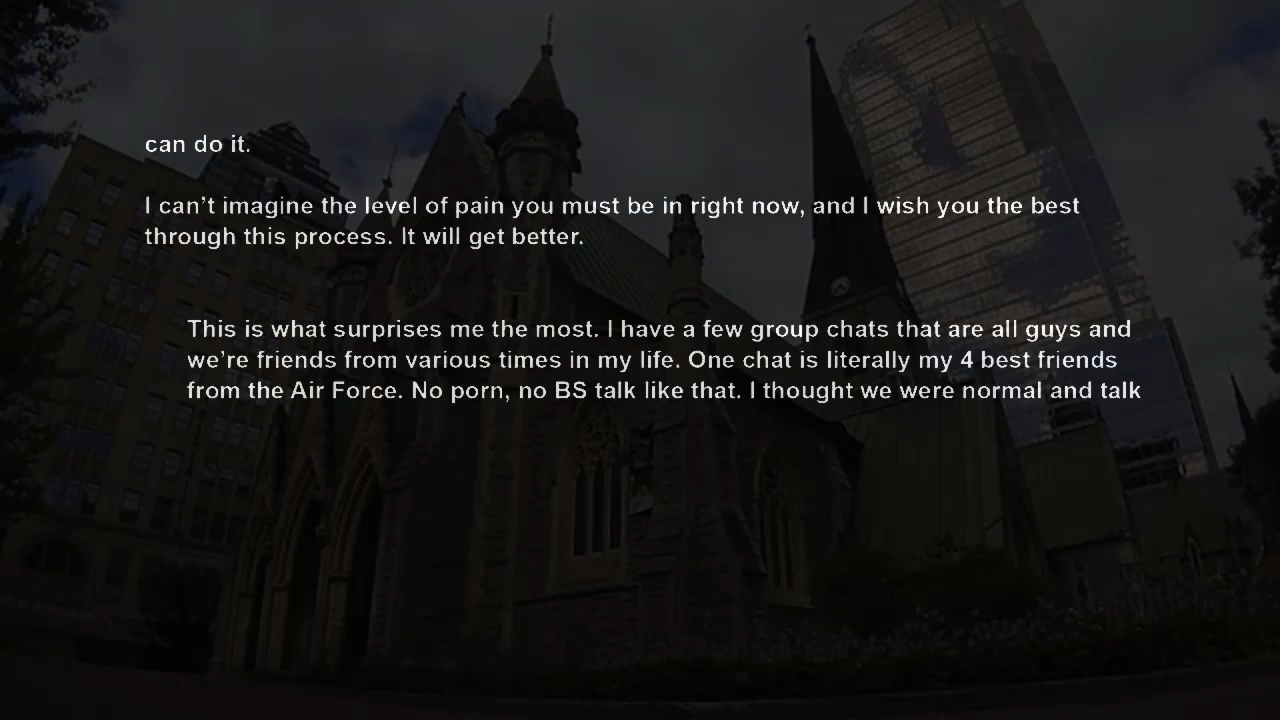 can do it.
I can’t imagine the level of pain you must be in right now, and I wish you the best
through this process. It will get better.
This is what surprises me the most. I have a few group chats that are all guys and
we’re friends from various times in my life. One chat is literally my 4 best friends
from the Air Force. No porn, no BS talk like that. I thought we were normal and talk